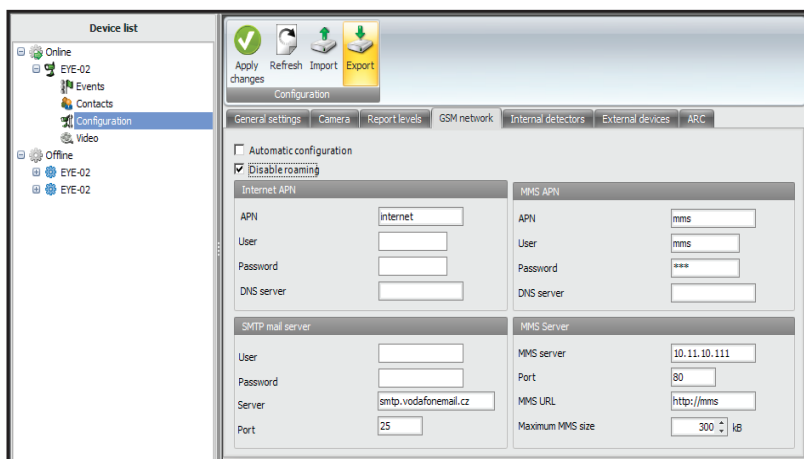 Device list
Online
EYE-02
Events
Contacts
Configuration
Video
Offline
EYE-02
EYE-02
Apply changes
Refresh
Import
Export
Configuration
General settings
Camera
Report levels
GSM network
Internal detectors
External devices
ARC
Automatic configuration
Disable roaming
Internet APN
APN internet
User
Password
DNS server
MMS APN
APN mms
User mms
Password ***
DNS server
SMTP mail server
User
Password
Server smtp.vodafonemail.cz
Port 25
MMS Server
MMS server 10.11.10.111
Port 80
MMS URL http://mms
Maximum MMS size 300 kB